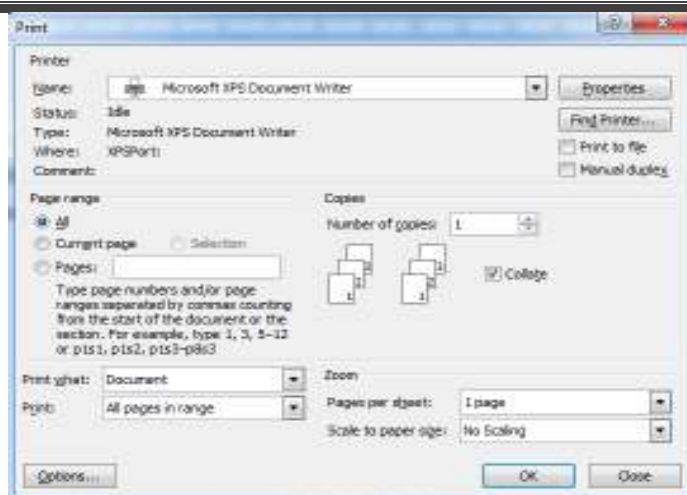 Print
Printer
Name: Microsoft XPS Document Writer Properties
Status: Idle Find Printer...
Type: Microsoft XPS Document Writer
Where: XPSPort: Print to file
Comment: Manual duplex
Page range Copies
All Number of copies: 1
Current page Selection
Pages: Collate
Type page numbers and/or page
ranges separated by commas counting
from the start of the document or the
section. For example, type 1, 3, 5–12
or p1s1, p1s2, p1s3–p8s3
Print what: Document Zoom
Print: All pages in range Pages per sheet: 1 page
Scale to paper size: No Scaling
Options... OK Close